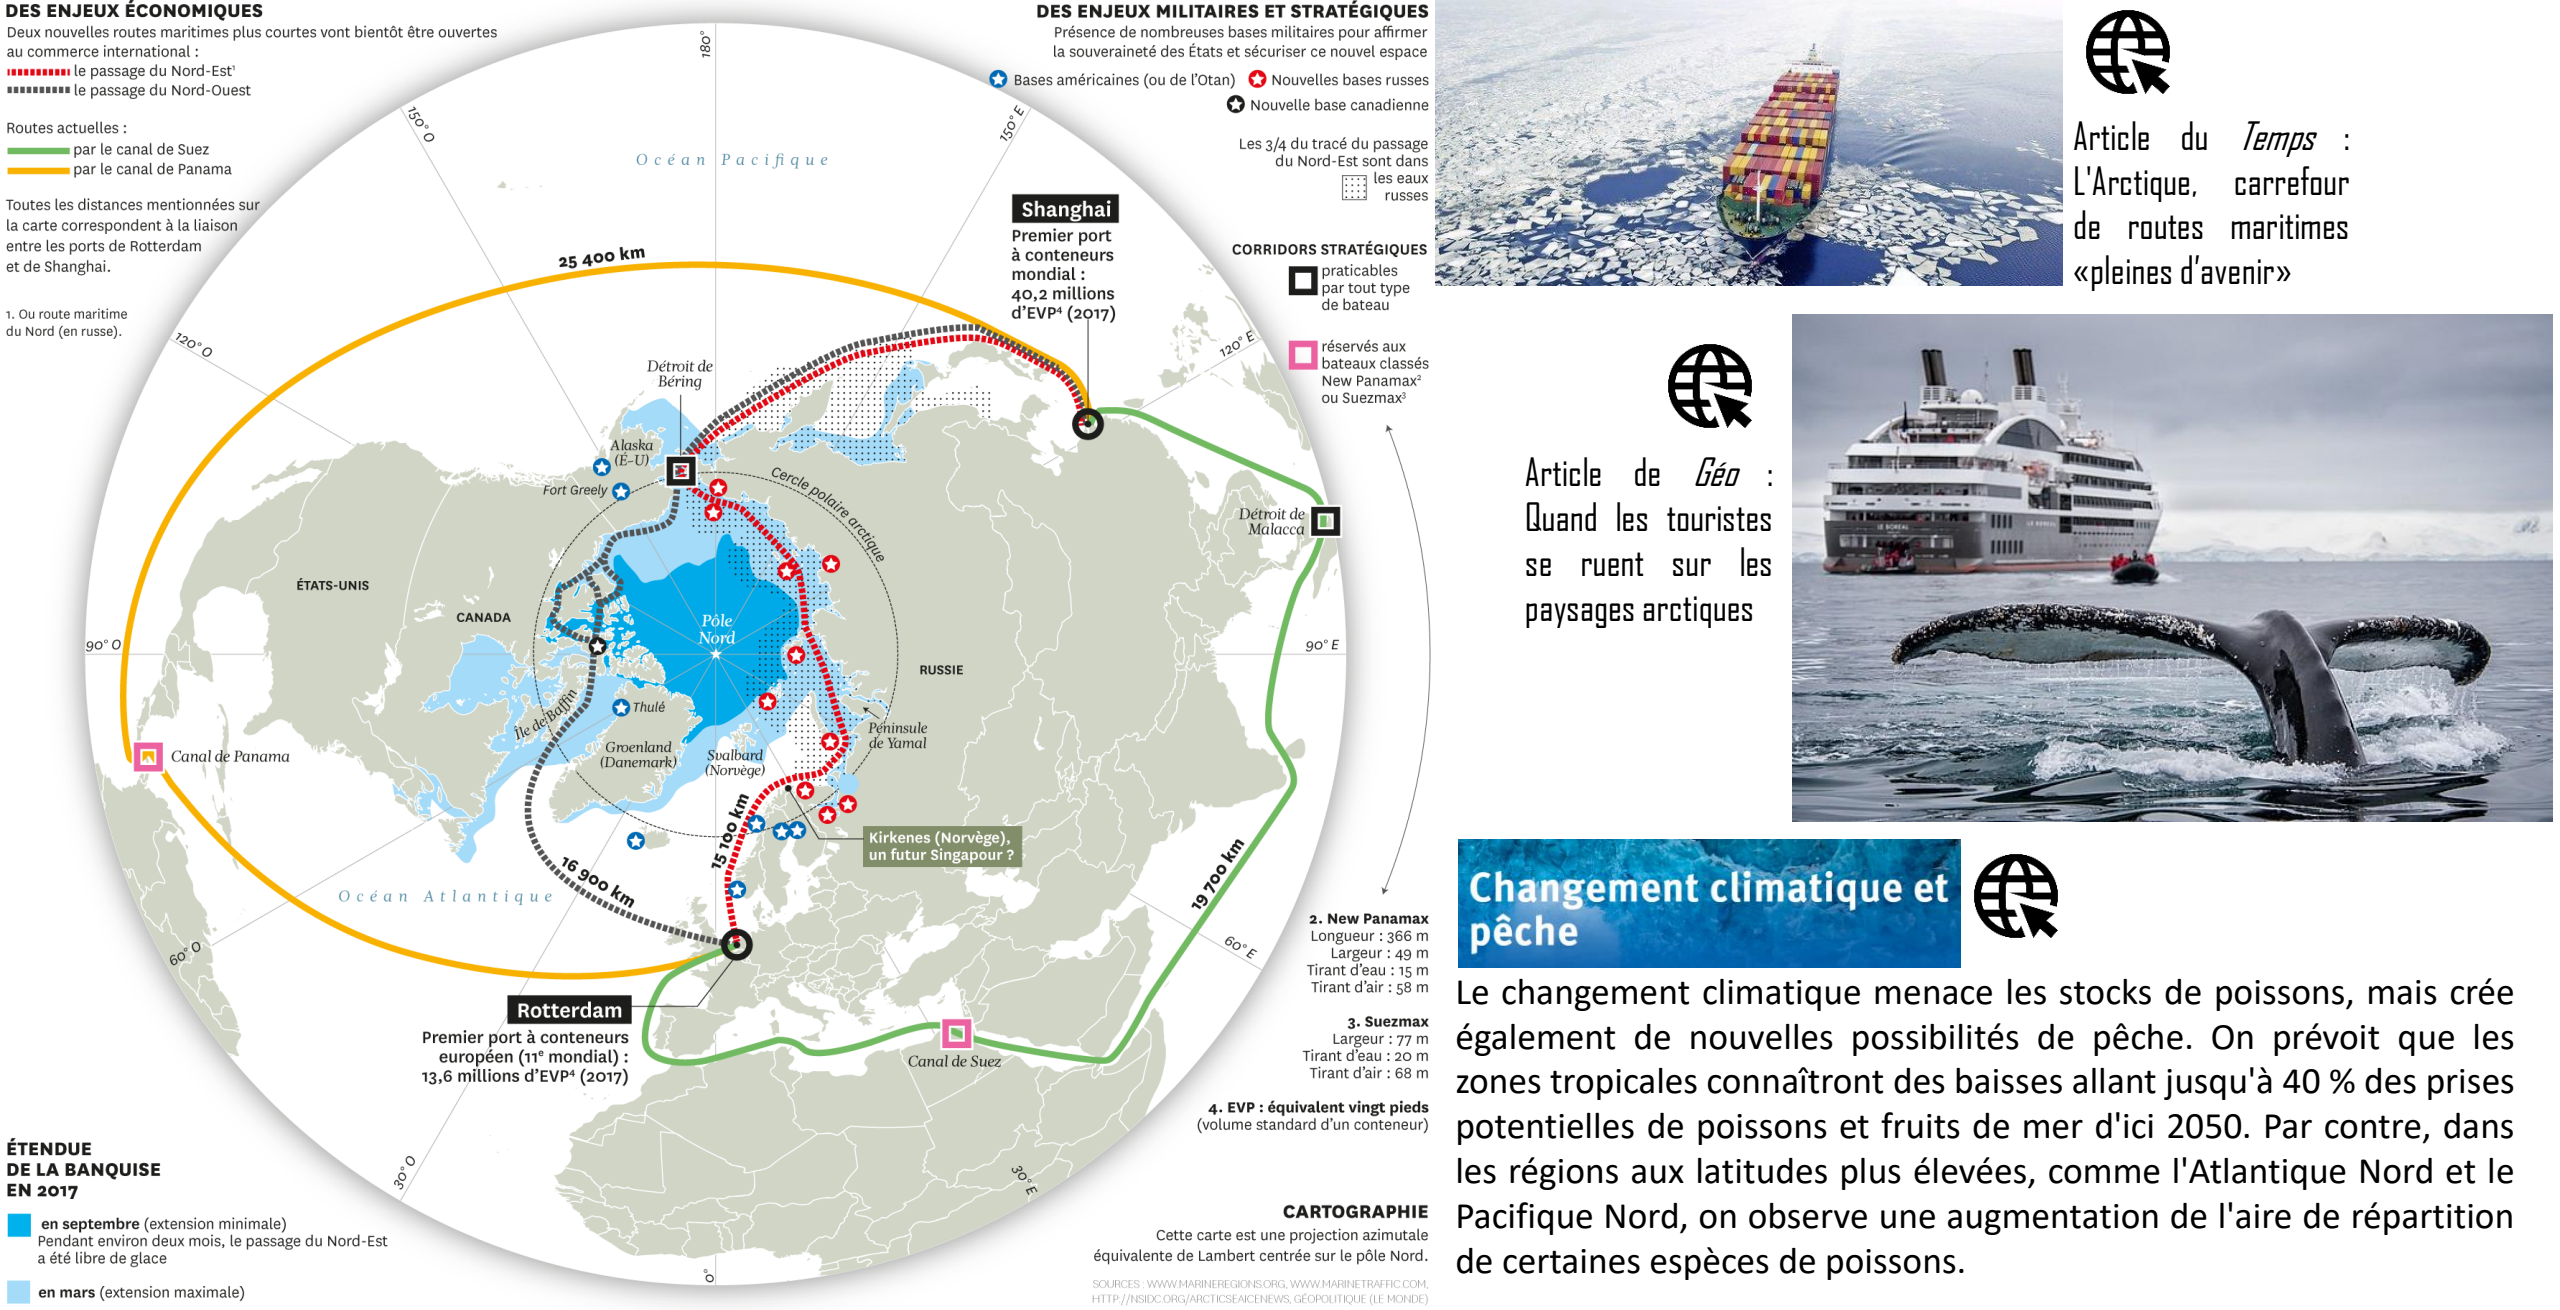 DES ENJEUX ÉCONOMIQUES
Deux nouvelles routes maritimes plus courtes vont bientôt être ouvertes
au commerce international :
le passage du Nord-Est¹
le passage du Nord-Ouest
Routes actuelles :
par le canal de Suez
par le canal de Panama
Toutes les distances mentionnées sur
la carte correspondent à la liaison
entre les ports de Rotterdam
et de Shanghai.
1. Ou route maritime
du Nord (en russe).
DES ENJEUX MILITAIRES ET STRATÉGIQUES
Présence de nombreuses bases militaires pour affirmer
la souveraineté des États et sécuriser ce nouvel espace
Bases américaines (ou de l'Otan)
Nouvelles bases russes
Nouvelle base canadienne
Les 3/4 du tracé du passage
du Nord-Est sont dans
les eaux
russes
CORRIDORS STRATÉGIQUES
praticables
par tout type
de bateau
réservés aux
bateaux classés
New Panamax²
ou Suezmax³
180°
150° O
150° E
120° O
120° E
90° O
90° E
60° O
60° E
30° O
30° E
0°
Océan Pacifique
25 400 km
Shanghai
Premier port
à conteneurs
mondial :
40,2 millions
d'EVP⁴ (2017)
Détroit de
Béring
Alaska
(É-U)
Fort Greely
Cercle polaire arctique
Détroit de
Malacca
ÉTATS-UNIS
CANADA
Pôle
Nord
RUSSIE
Île de Baffin
Thulé
Groenland
(Danemark)
Svalbard
(Norvège)
Péninsule
de Yamal
Canal de Panama
15 100 km
Kirkenes (Norvège),
un futur Singapour ?
16 900 km
19 700 km
Océan Atlantique
Rotterdam
Premier port à conteneurs
européen (11e mondial) :
13,6 millions d'EVP⁴ (2017)
Canal de Suez
2. New Panamax
Longueur : 366 m
Largeur : 49 m
Tirant d'eau : 15 m
Tirant d'air : 58 m
3. Suezmax
Largeur : 77 m
Tirant d'eau : 20 m
Tirant d'air : 68 m
4. EVP : équivalent vingt pieds
(volume standard d'un conteneur)
ÉTENDUE
DE LA BANQUISE
EN 2017
en septembre (extension minimale)
Pendant environ deux mois, le passage du Nord-Est
a été libre de glace
en mars (extension maximale)
CARTOGRAPHIE
Cette carte est une projection azimutale
équivalente de Lambert centrée sur le pôle Nord.
SOURCES : WWW.MARINEREGIONS.ORG, WWW.MARINETRAFFIC.COM,
HTTP://NSIDC.ORG/ARCTICSEAICENEWS, GÉOPOLITIQUE (LE MONDE)
Article du Temps :
L'Arctique, carrefour
de routes maritimes
«pleines d'avenir»
Article de Géo :
Quand les touristes
se ruent sur les
paysages arctiques
LE BOREAL
LE BOREAL
Changement climatique et
pêche
Le changement climatique menace les stocks de poissons, mais crée
également de nouvelles possibilités de pêche. On prévoit que les
zones tropicales connaîtront des baisses allant jusqu'à 40 % des prises
potentielles de poissons et fruits de mer d'ici 2050. Par contre, dans
les régions aux latitudes plus élevées, comme l'Atlantique Nord et le
Pacifique Nord, on observe une augmentation de l'aire de répartition
de certaines espèces de poissons.